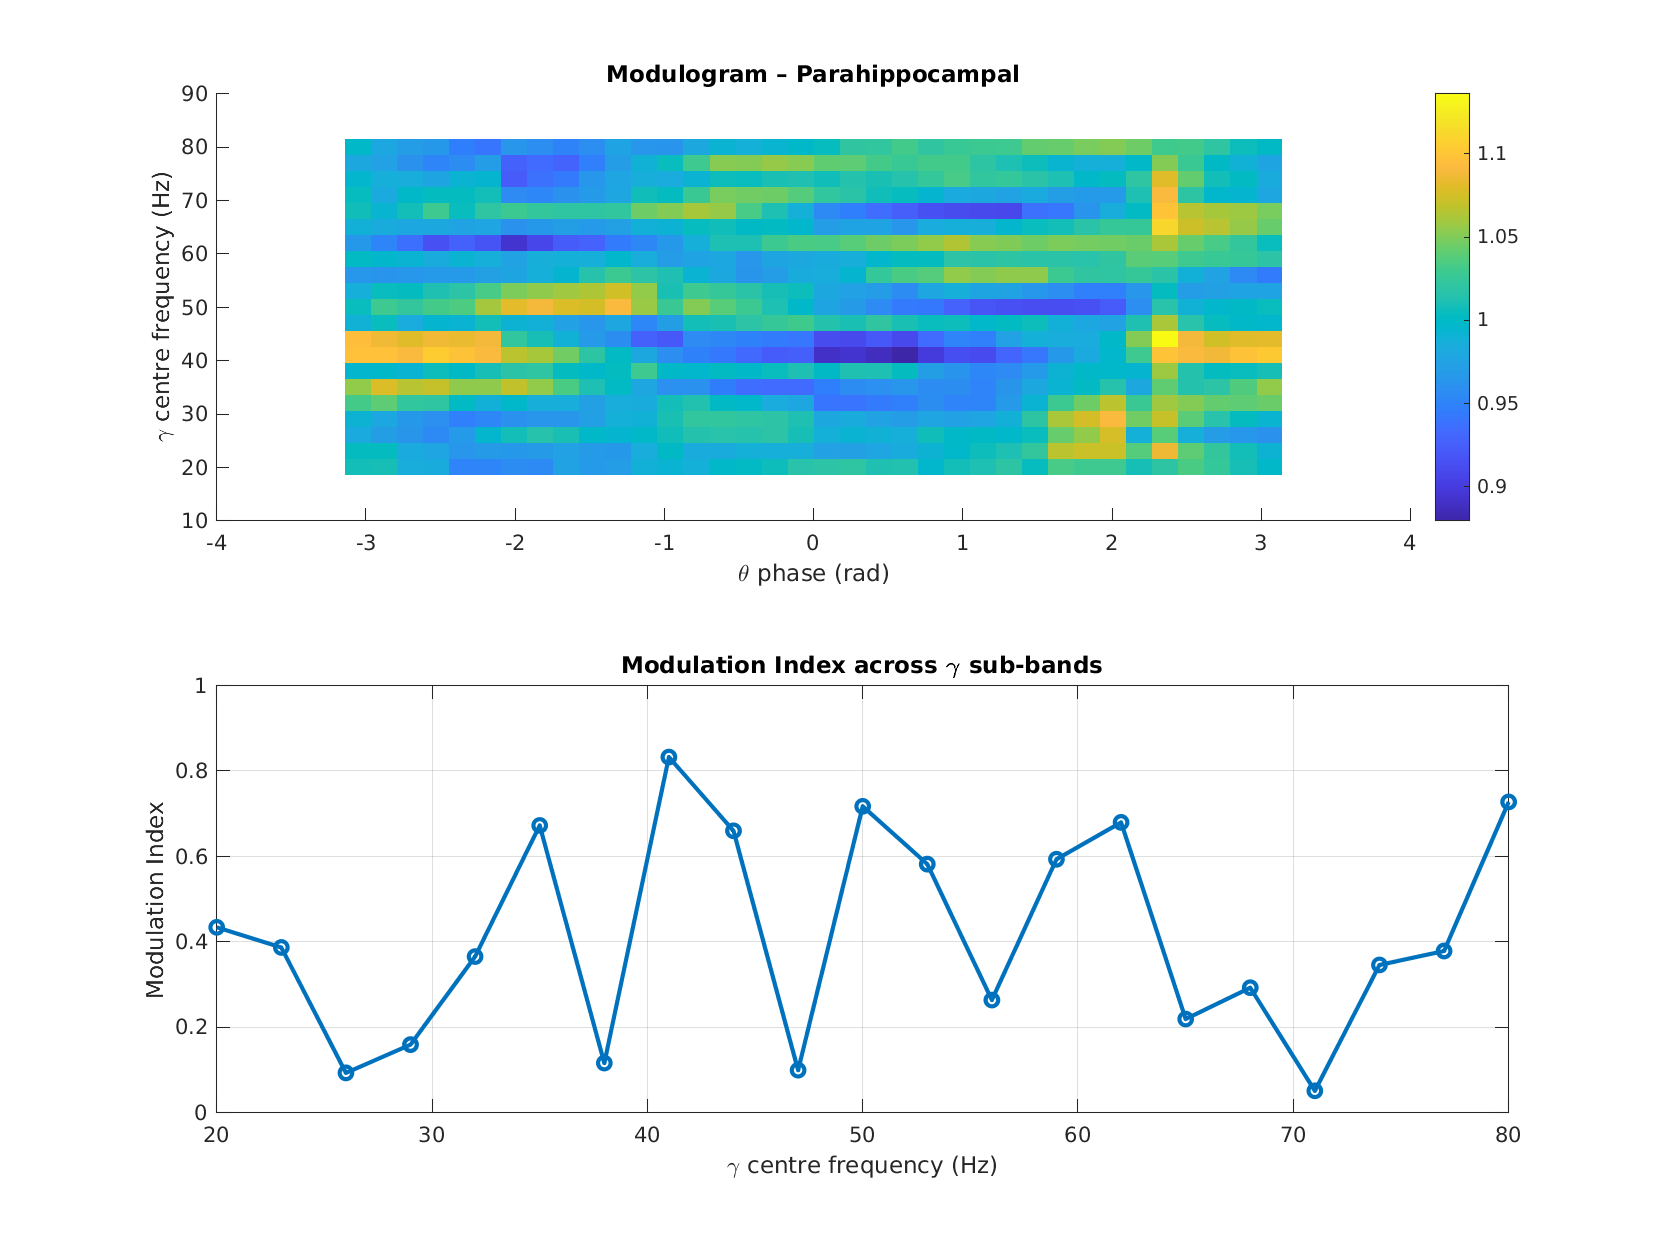 Modulogram – Parahippocampal
90
80
70
60
50
40
30
20
10
γ centre frequency (Hz)
-4 -3 -2 -1 0 1 2 3 4
θ phase (rad)
1.1
1.05
1
0.95
0.9
Modulation Index across γ sub-bands
1
0.8
0.6
0.4
0.2
0
Modulation Index
20 30 40 50 60 70 80
γ centre frequency (Hz)